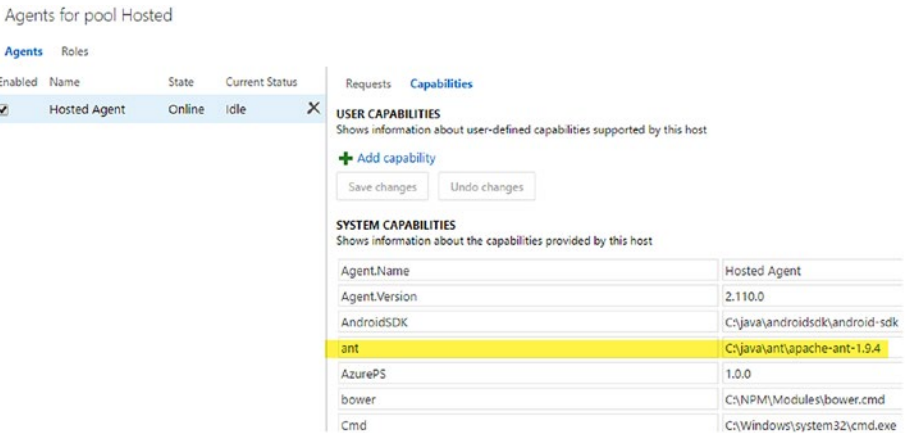 Agents for pool Hosted
Agents Roles
Enabled Name State Current Status
Hosted Agent Online Idle
Requests Capabilities
USER CAPABILITIES
Shows information about user-defined capabilities supported by this host
Add capability
Save changes Undo changes
SYSTEM CAPABILITIES
Shows information about the capabilities provided by this host
Agent.Name Hosted Agent
Agent.Version 2.110.0
AndroidSDK C:\java\androidsdk\android-sdk
ant C:\java\ant\apache-ant-1.9.4
AzurePS 1.0.0
bower C:\NPM\Modules\bower.cmd
Cmd C:\Windows\system32\cmd.exe